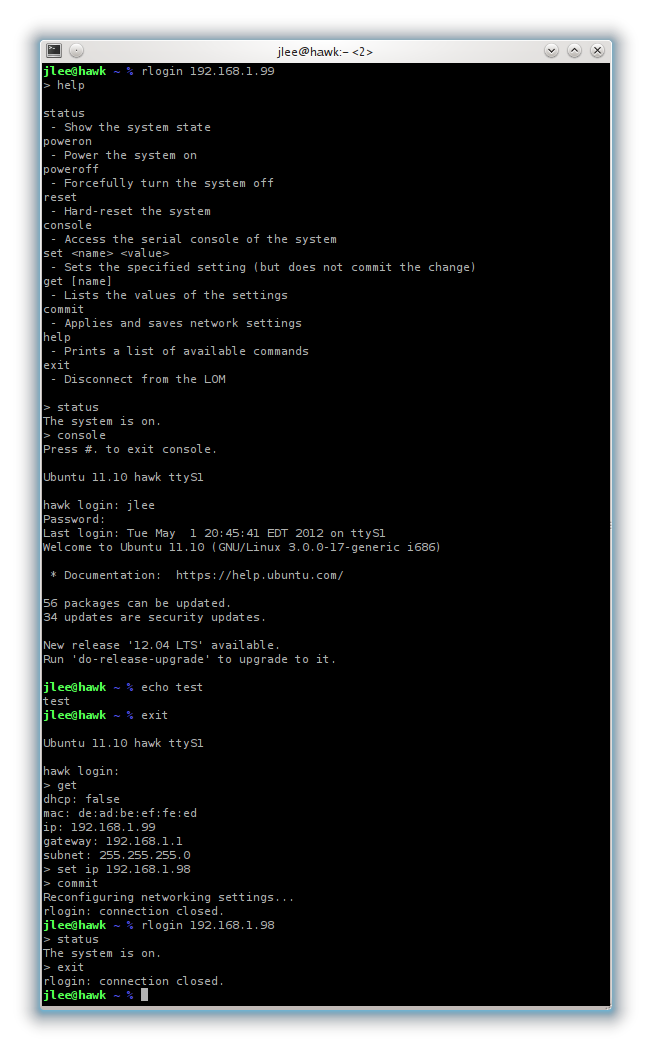 jlee@hawk:~ <2>
jlee@hawk ~ % rlogin 192.168.1.99
> help

status
 - Show the system state
poweron
 - Power the system on
poweroff
 - Forcefully turn the system off
reset
 - Hard-reset the system
console
 - Access the serial console of the system
set <name> <value>
 - Sets the specified setting (but does not commit the change)
get [name]
 - Lists the values of the settings
commit
 - Applies and saves network settings
help
 - Prints a list of available commands
exit
 - Disconnect from the LOM

> status
The system is on.
> console
Press #. to exit console.

Ubuntu 11.10 hawk ttyS1

hawk login: jlee
Password:
Last login: Tue May  1 20:45:41 EDT 2012 on ttyS1
Welcome to Ubuntu 11.10 (GNU/Linux 3.0.0-17-generic i686)

 * Documentation:  https://help.ubuntu.com/

56 packages can be updated.
34 updates are security updates.

New release '12.04 LTS' available.
Run 'do-release-upgrade' to upgrade to it.

jlee@hawk ~ % echo test
test
jlee@hawk ~ % exit

Ubuntu 11.10 hawk ttyS1

hawk login:
> get
dhcp: false
mac: de:ad:be:ef:fe:ed
ip: 192.168.1.99
gateway: 192.168.1.1
subnet: 255.255.255.0
> set ip 192.168.1.98
> commit
Reconfiguring networking settings...
rlogin: connection closed.
jlee@hawk ~ % rlogin 192.168.1.98
> status
The system is on.
> exit
rlogin: connection closed.
jlee@hawk ~ %